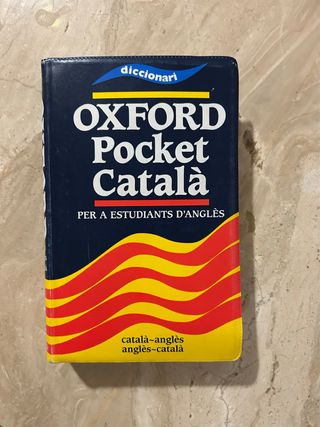 diccionari
OXFORD
Pocket
Català
PER A ESTUDIANTS D'ANGLÈS
català~anglès
anglès~català